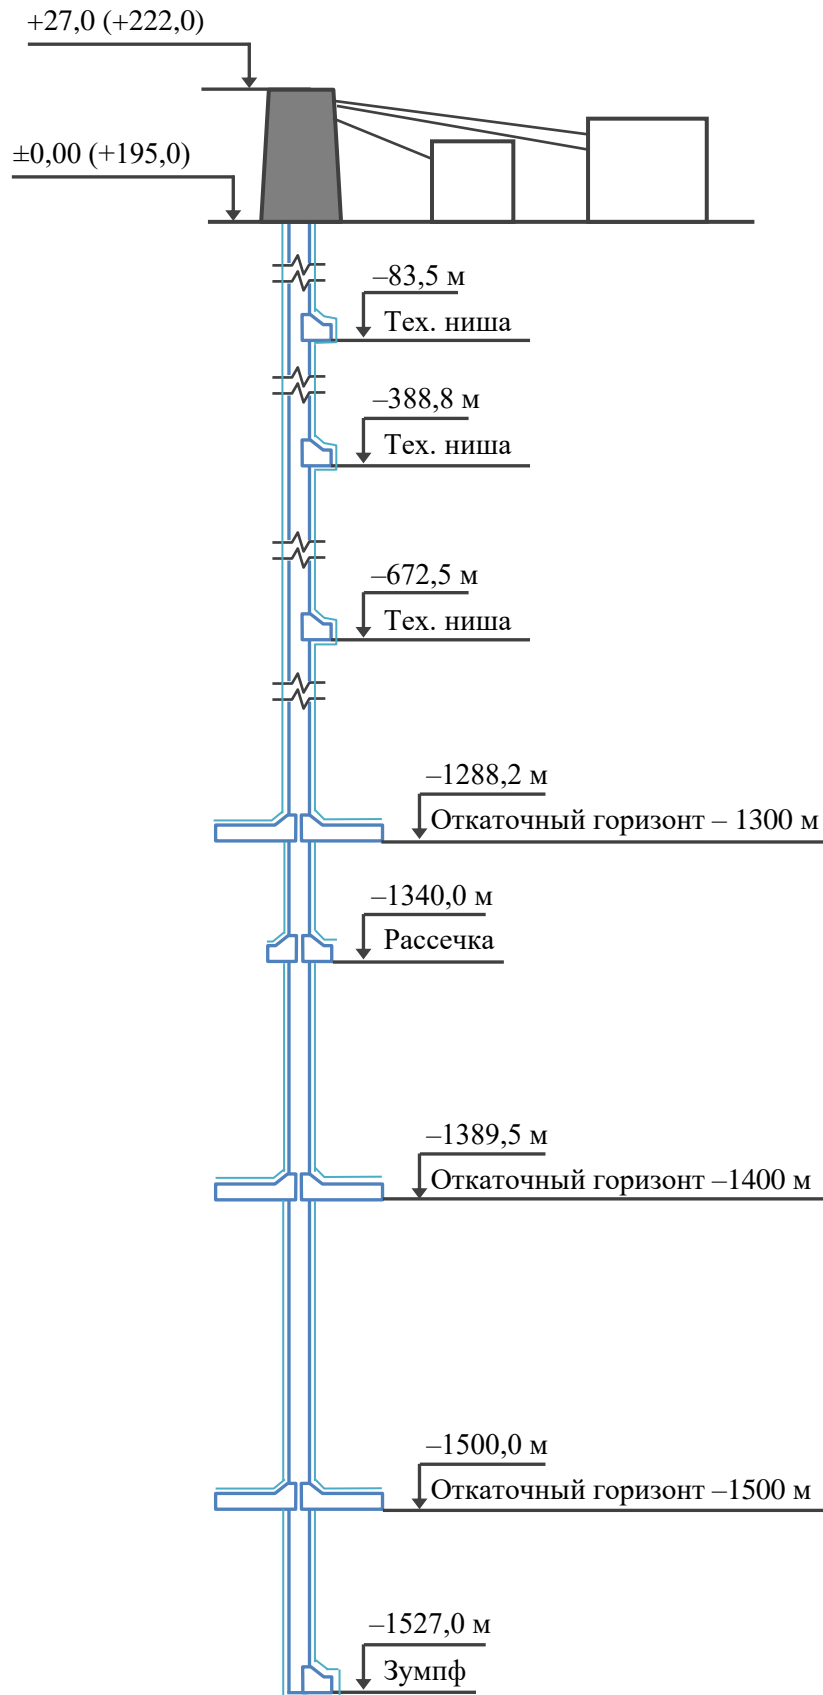 +27,0 (+222,0)
±0,00 (+195,0)
–83,5 м
Тех. ниша
–388,8 м
Тех. ниша
–672,5 м
Тех. ниша
–1288,2 м
Откаточный горизонт – 1300 м
–1340,0 м
Рассечка
–1389,5 м
Откаточный горизонт –1400 м
–1500,0 м
Откаточный горизонт –1500 м
–1527,0 м
Зумпф